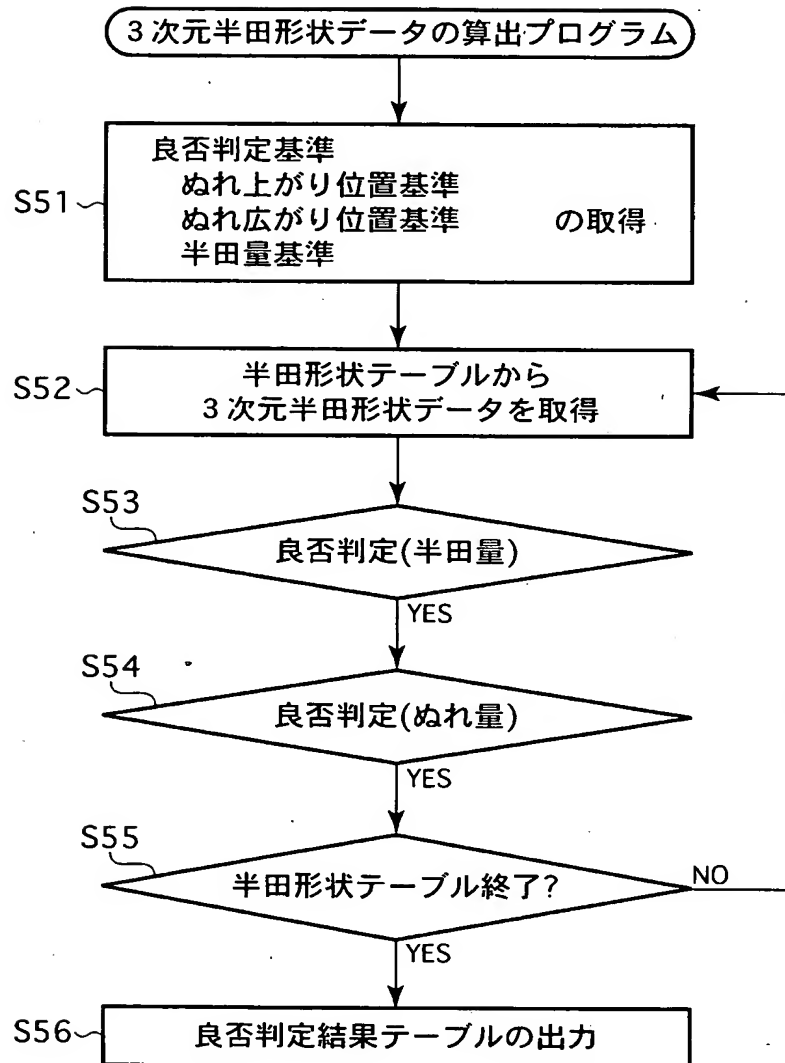 3次元半田形状データの算出プログラム
良否判定基準
ぬれ上がり位置基準
S51
ぬれ広がり位置基準 の取得
半田量基準
半田形状テーブルから
S52
3次元半田形状データを取得
S53
良否判定(半田量)
YES
S54
良否判定(ぬれ量)
YES
S55
半田形状テーブル終了?
NO
YES
S56
良否判定結果テーブルの出力